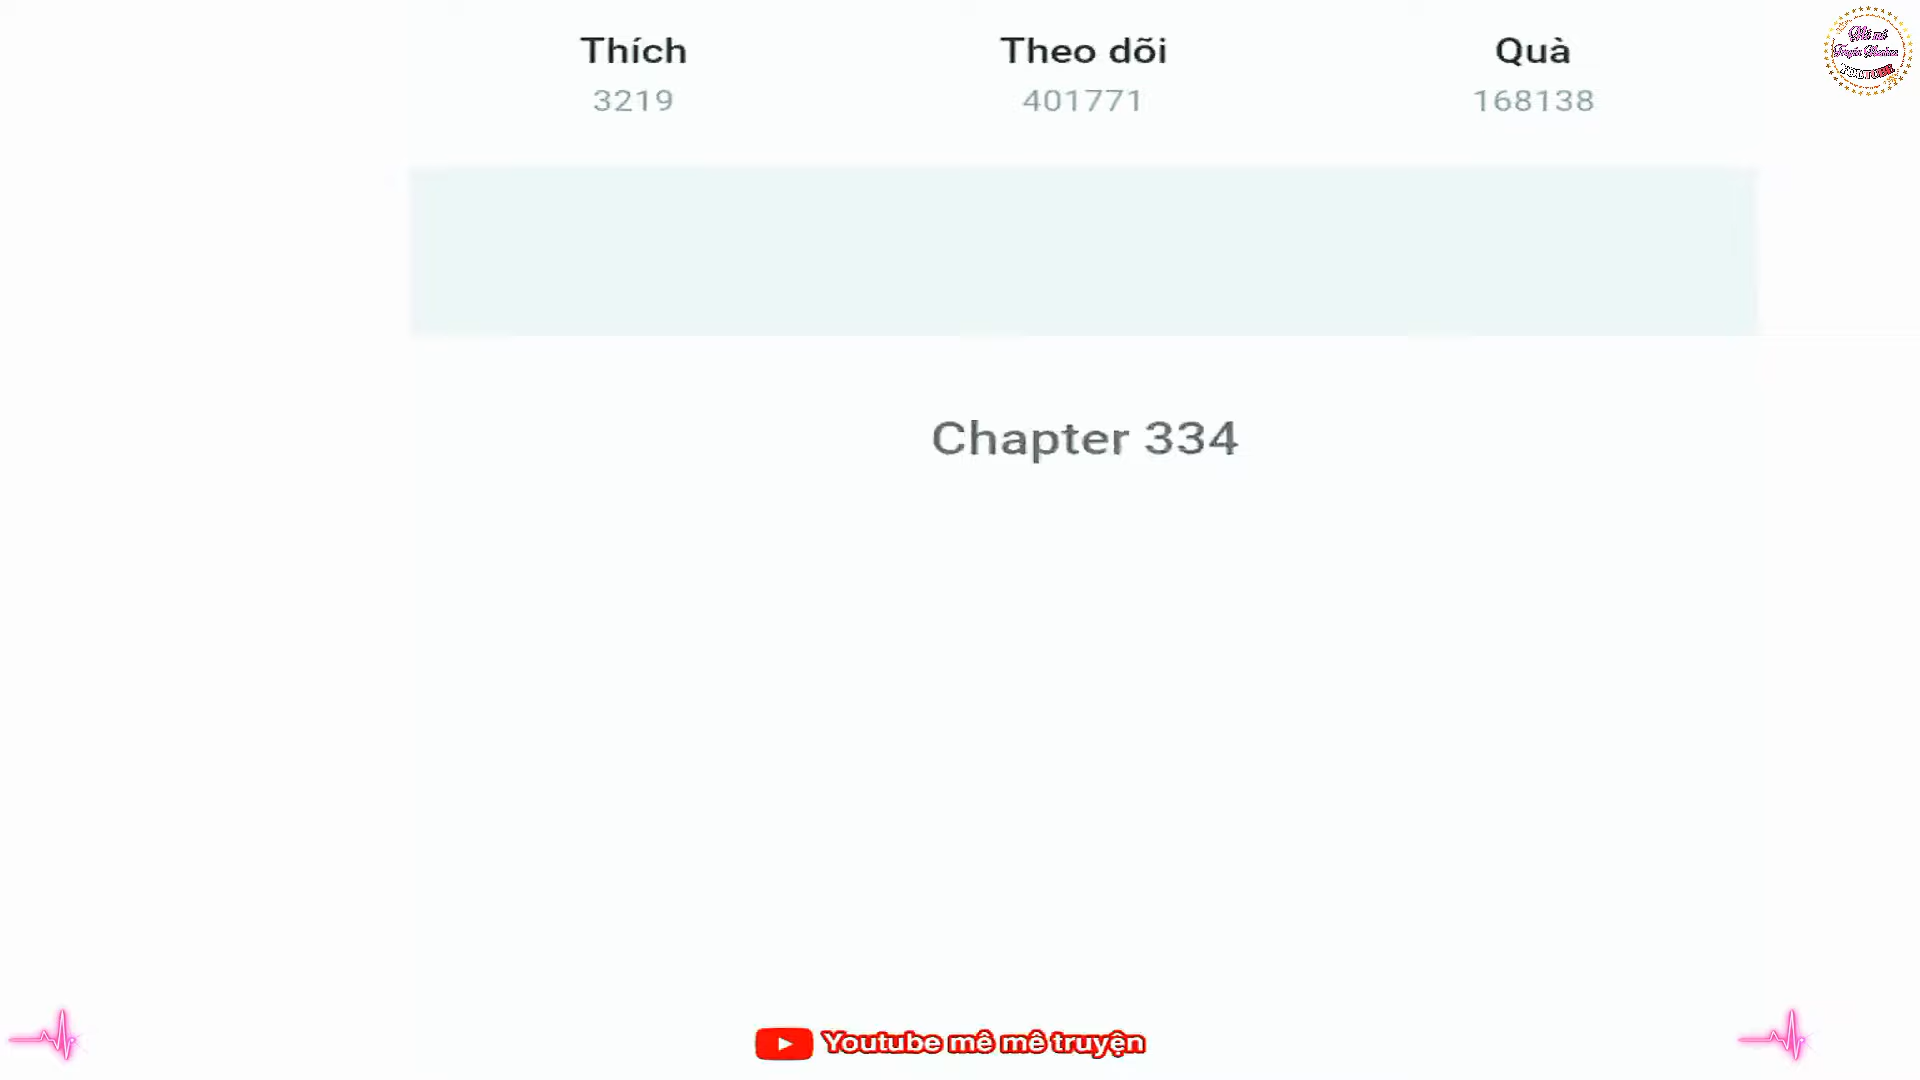 Thích Theo dõi Quà
3219 401771 168138
Chapter 334
Youtube mê mê truyện